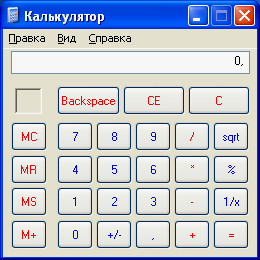 Калькулятор
Правка Вид Справка
0,
Backspace CE C
MC 7 8 9 / sqrt
MR 4 5 6 * %
MS 1 2 3 - 1/x
M+ 0 +/- , + =